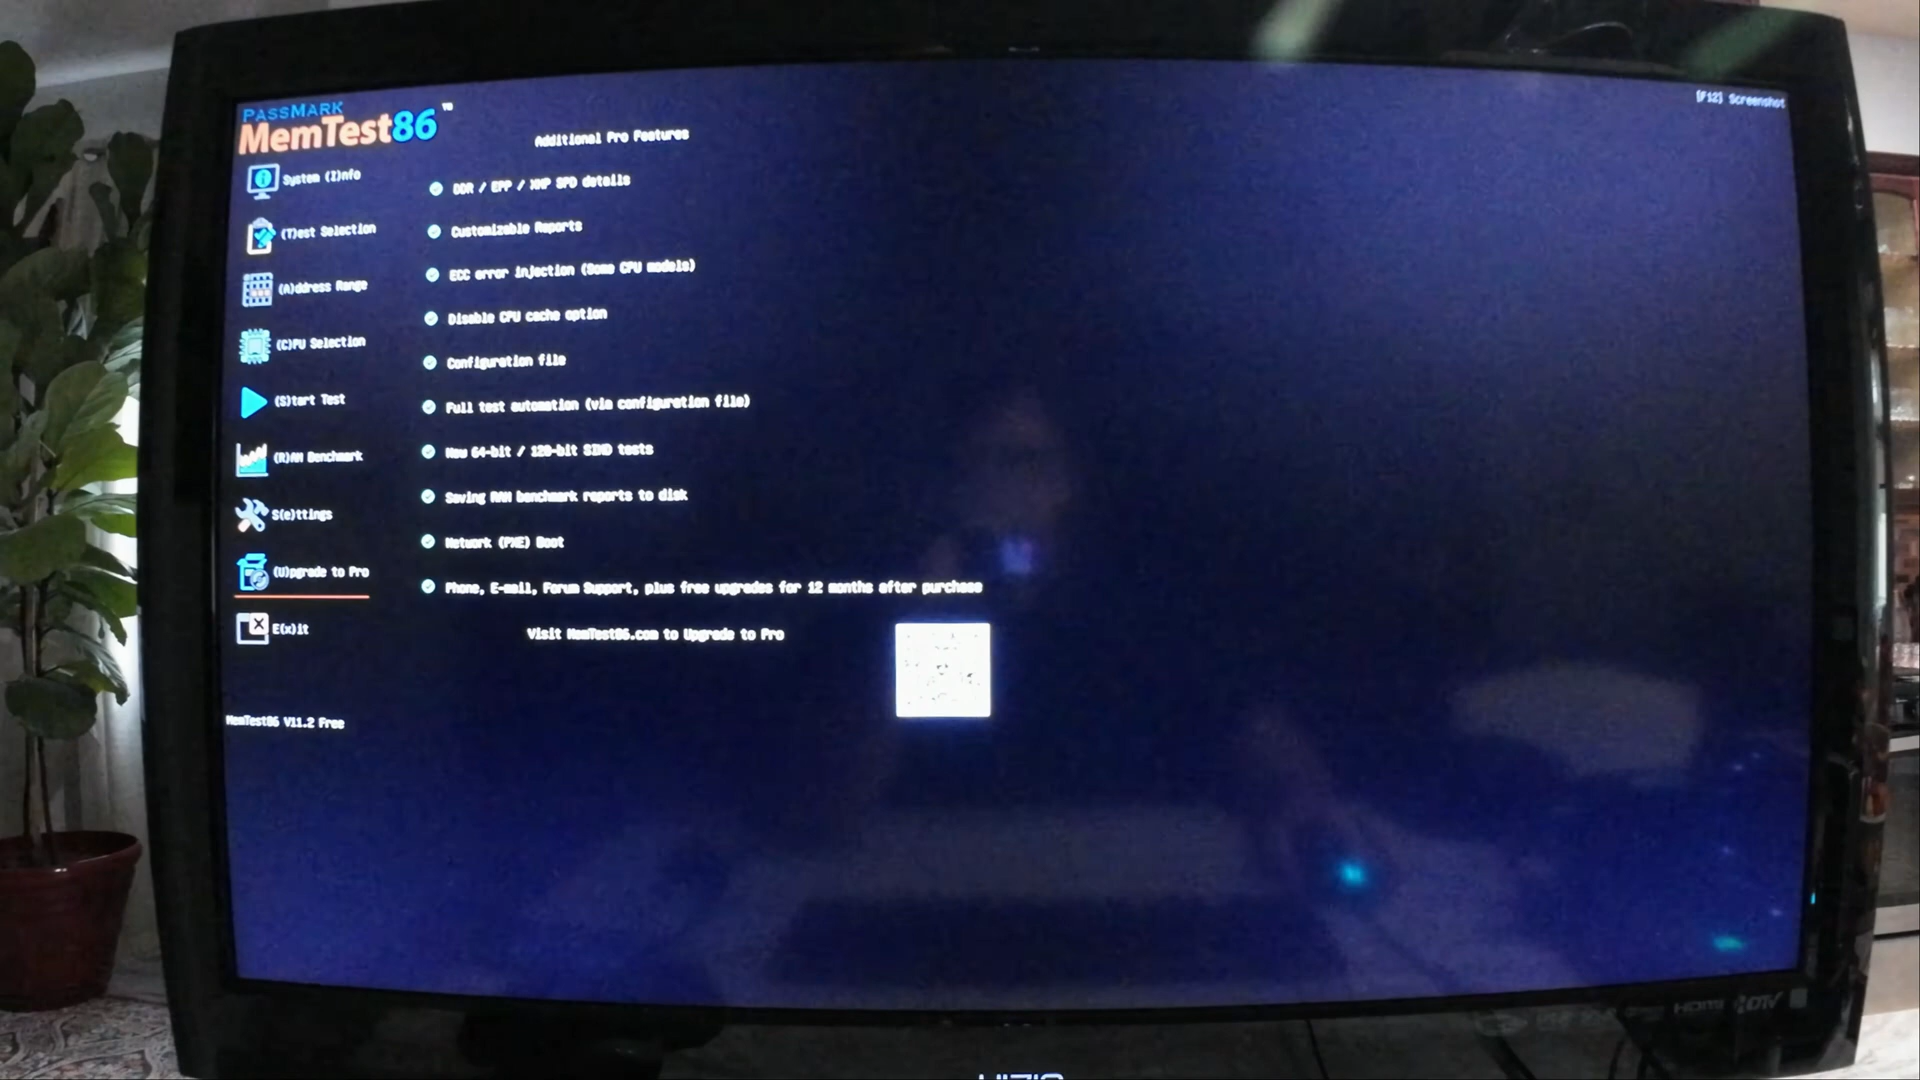 PASSMARK
MemTest86 TM
[F12] Screenshot
Additional Pro Features
System (I)nfo
(T)est Selection
(A)ddress Range
(C)PU Selection
(S)tart Test
(R)AM Benchmark
S(e)ttings
(U)pgrade to Pro
E(x)it
DDR / EPP / XMP SPD details
Customizable Reports
ECC error injection (Some CPU models)
Disable CPU cache option
Configuration file
Full test automation (via configuration file)
New 64-bit / 128-bit SIMD tests
Saving RAM benchmark reports to disk
Network (PXE) Boot
Phone, E-mail, Forum Support, plus free upgrades for 12 months after purchase
Visit MemTest86.com to Upgrade to Pro
MemTest86 V11.2 Free
HDMI HDTV
VIZIO